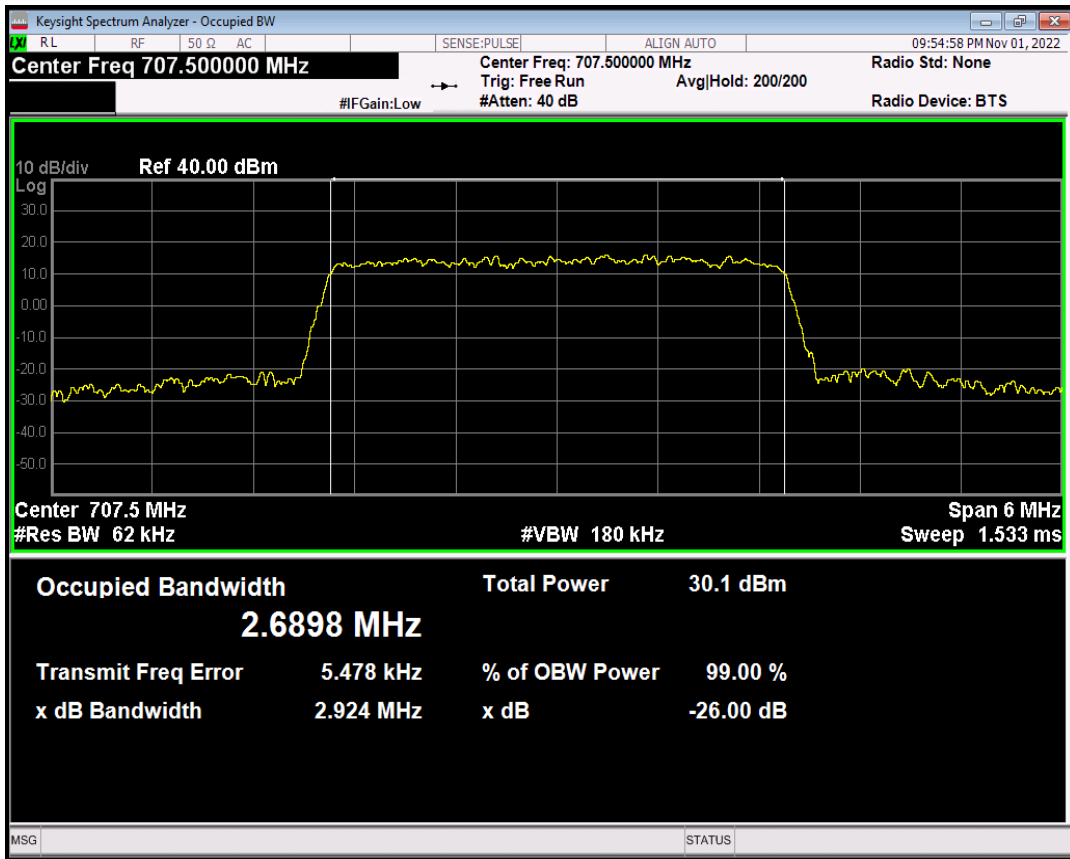 Keysight Spectrum Analyzer - Occupied BW
LXI RL RF 50 Ω AC SENSE:PULSE ALIGN AUTO 09:54:58 PM Nov 01, 2022
Center Freq 707.500000 MHz
Center Freq: 707.500000 MHz
Radio Std: None
Trig: Free Run Avg|Hold: 200/200
#IFGain:Low #Atten: 40 dB Radio Device: BTS
10 dB/div Ref 40.00 dBm
Log
30.0
20.0
10.0
0.00
-10.0
-20.0
-30.0
-40.0
-50.0
Center 707.5 MHz Span 6 MHz
#Res BW 62 kHz #VBW 180 kHz Sweep 1.533 ms
Occupied Bandwidth Total Power 30.1 dBm
2.6898 MHz
Transmit Freq Error 5.478 kHz % of OBW Power 99.00 %
x dB Bandwidth 2.924 MHz x dB -26.00 dB
MSG STATUS